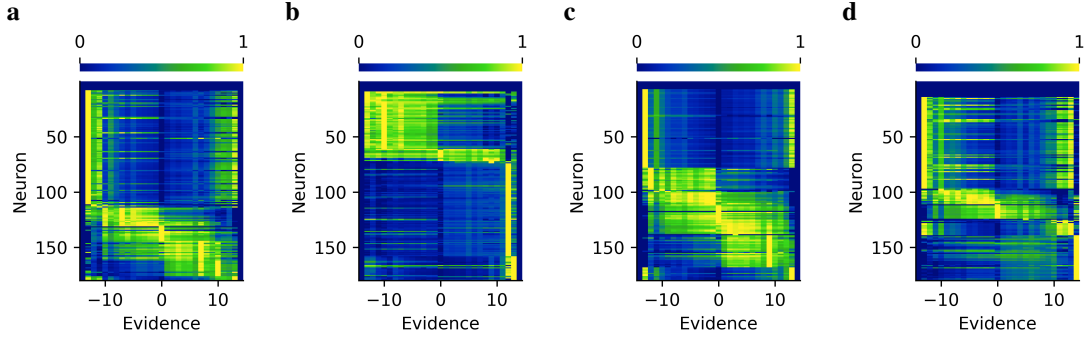 a b c d
0 1 0 1 0 1 0 1
Neuron 50 100 150 Neuron 50 100 150 Neuron 50 100 150 Neuron 50 100 150
−10 0 10 −10 0 10 −10 0 10 −10 0 10
Evidence Evidence Evidence Evidence